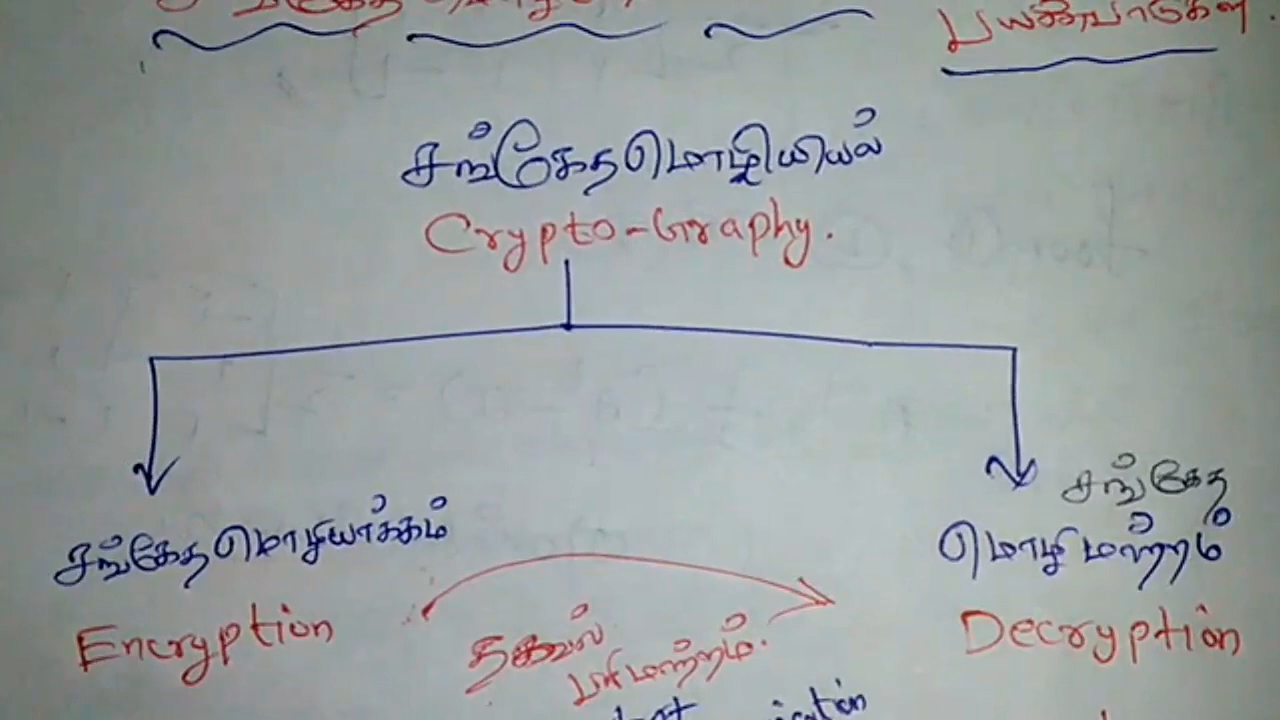 பயன்பாடுகள்.
சங்கேதமொழியியல்
Crypto-Graphy.
சங்கேத
சங்கேதமொழியாக்கம்
மொழிமாற்றம்
Encryption
தகவல்
Decryption
பரிமாற்றம்.